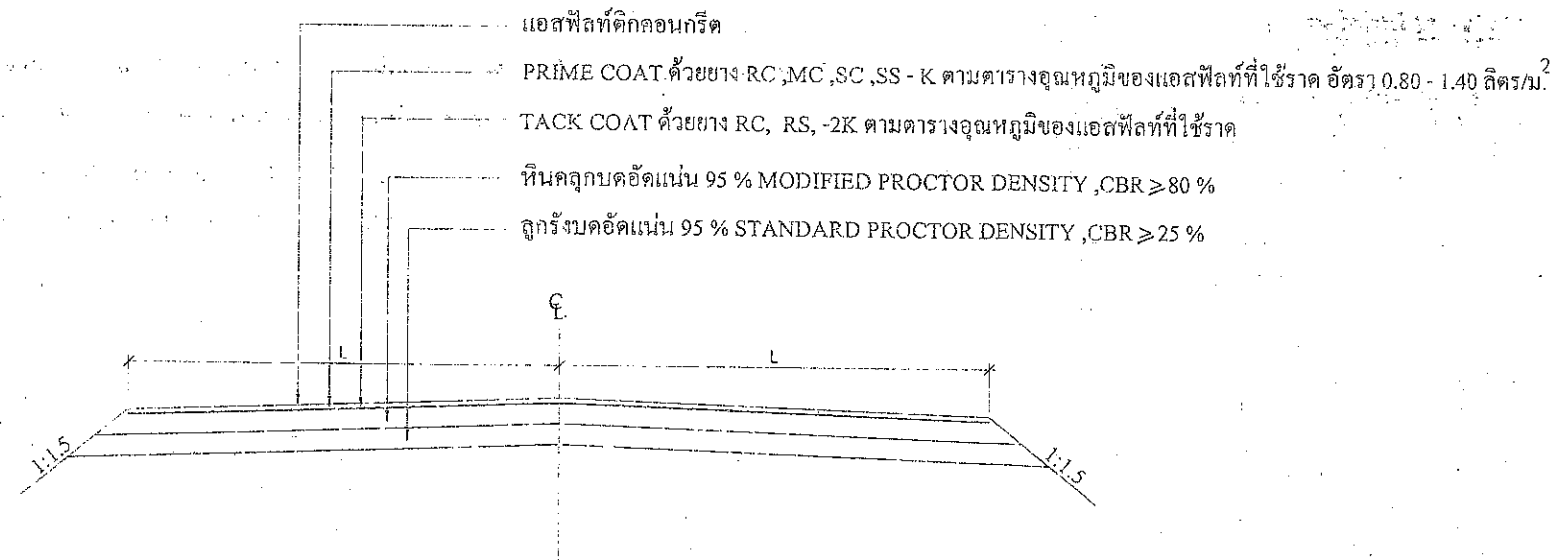 แอสฟัลท์ติกคอนกรีต
PRIME COAT ด้วยยาง RC ,MC ,SC ,SS - K ตามตารางอุณหภูมิของแอสฟัลท์ที่ใช้ราด อัตรา 0.80 - 1.40 ลิตร/ม.²
TACK COAT ด้วยยาง RC, RS, -2K ตามตารางอุณหภูมิของแอสฟัลท์ที่ใช้ราด
หินคลุกบดอัดแน่น 95 % MODIFIED PROCTOR DENSITY ,CBR ⩾ 80 %
ลูกรังบดอัดแน่น 95 % STANDARD PROCTOR DENSITY ,CBR ⩾ 25 %
℄
L L
1:1.5 1:1.5